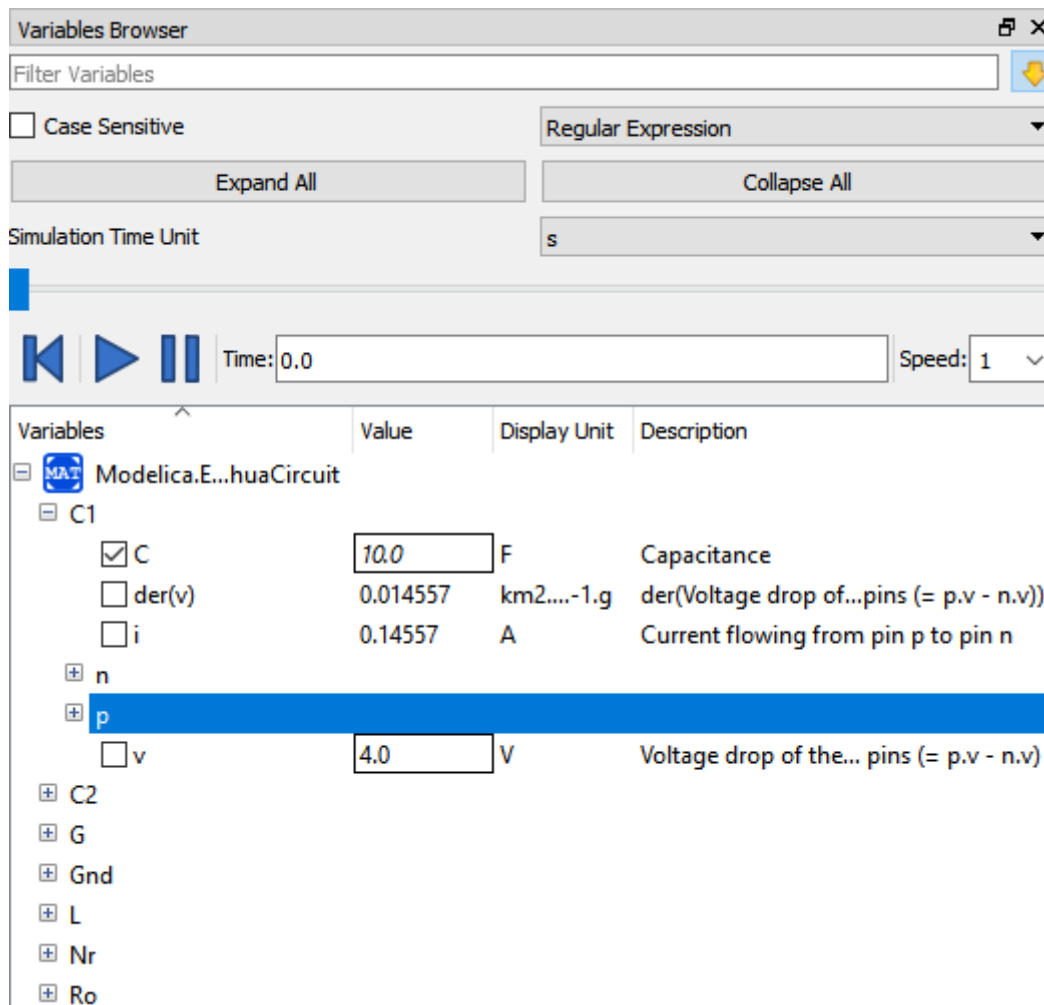 Variables Browser
Filter Variables
Case Sensitive Regular Expression
Expand All Collapse All
Simulation Time Unit s
Time: 0.0 Speed: 1
Variables Value Display Unit Description
MAT Modelica.E...huaCircuit
C1
C 10.0 F Capacitance
der(v) 0.014557 km2....-1.g der(Voltage drop of...pins (= p.v - n.v))
i 0.14557 A Current flowing from pin p to pin n
n
p
v 4.0 V Voltage drop of the... pins (= p.v - n.v)
C2
G
Gnd
L
Nr
Ro